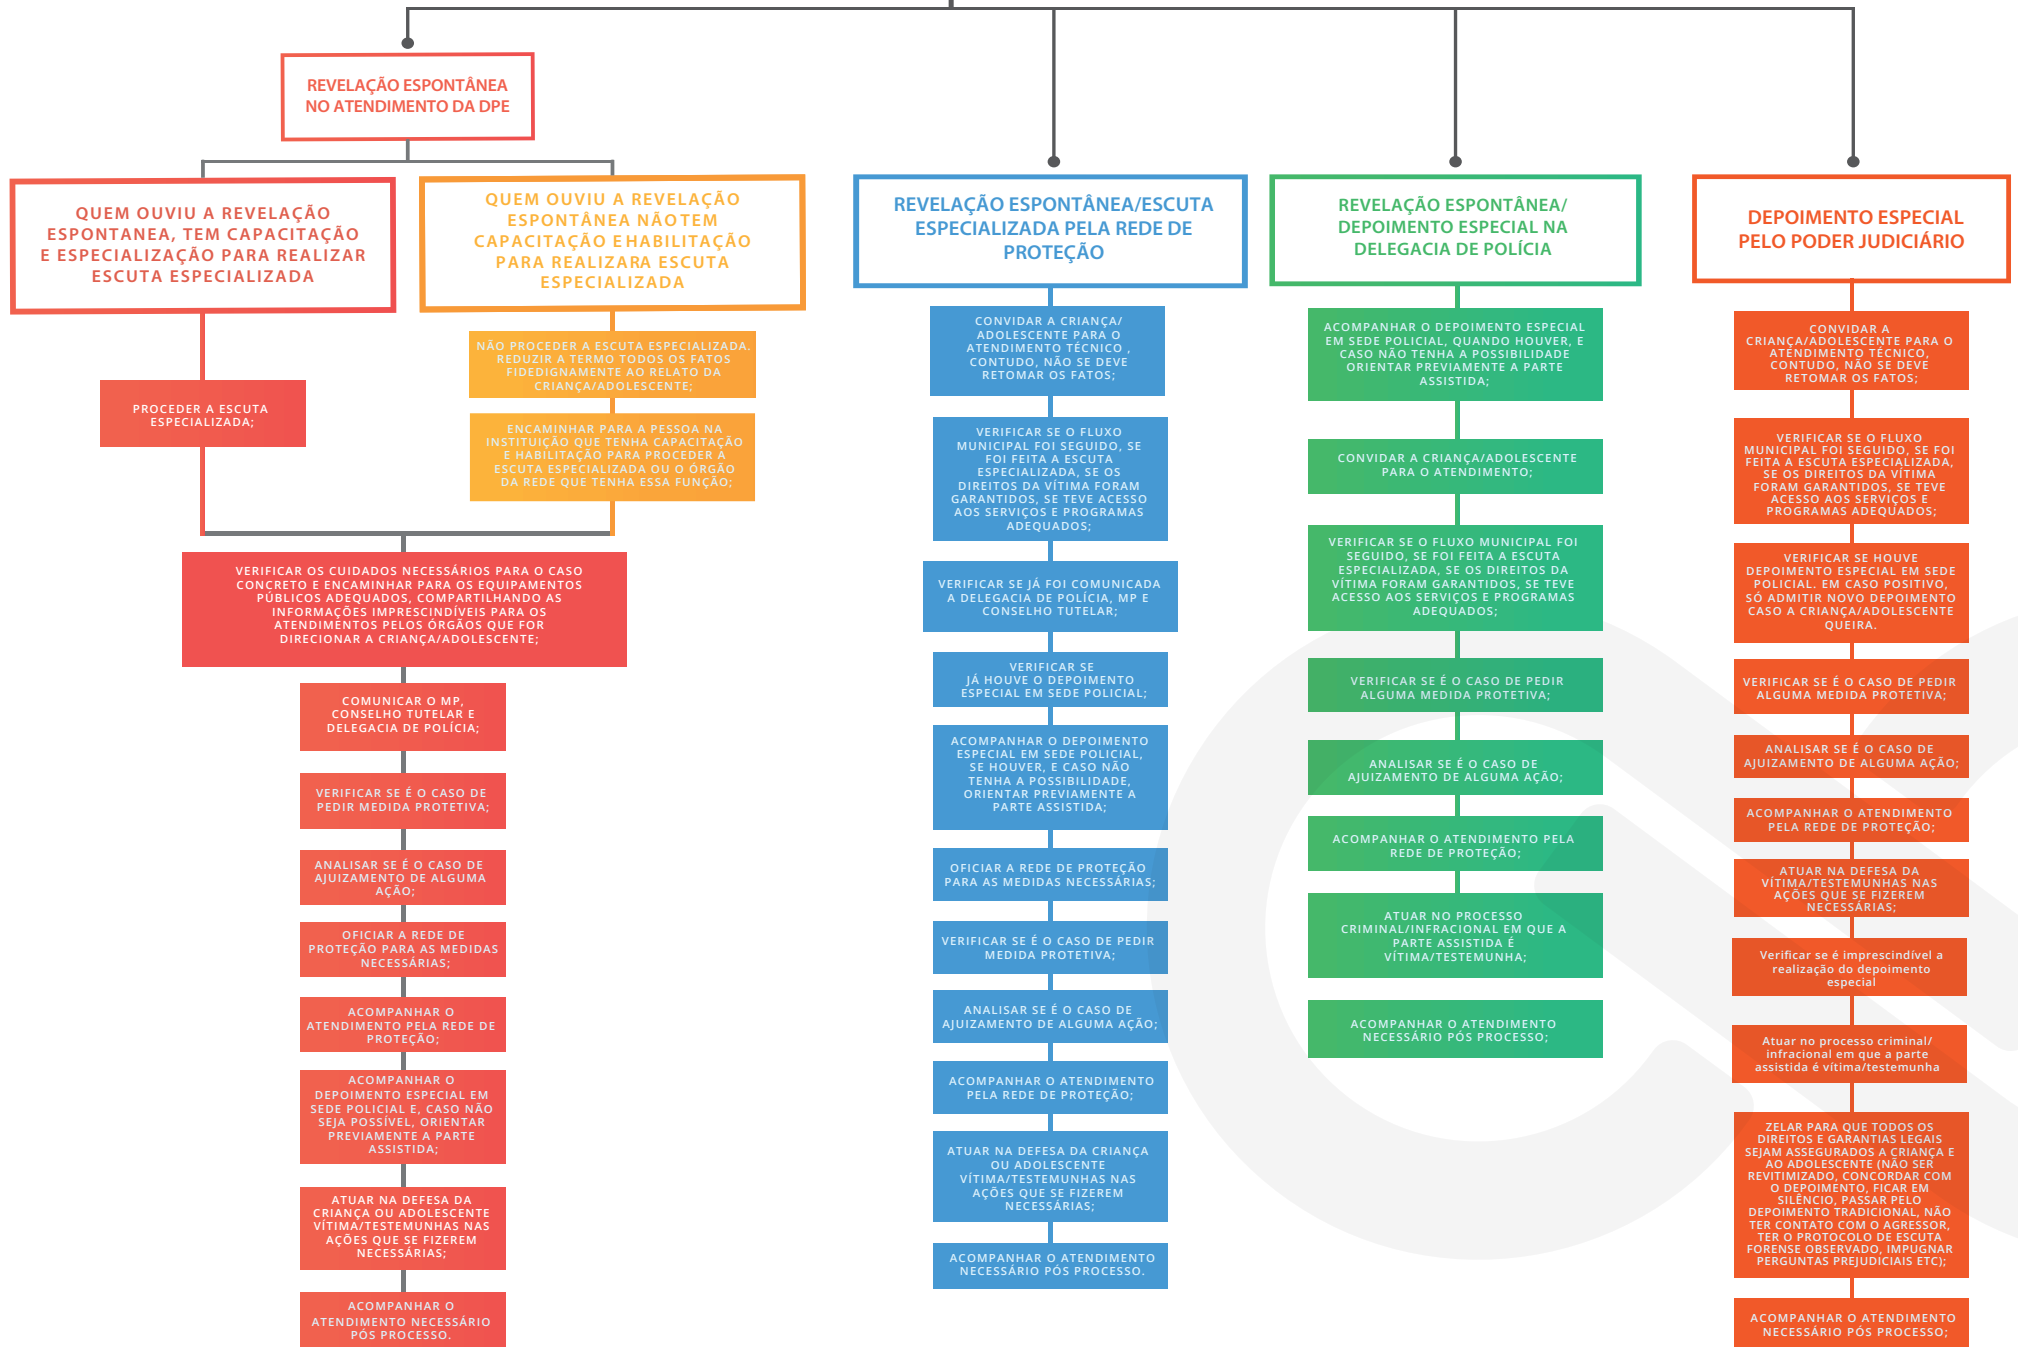 REVELAÇÃO ESPONTÂNEA
NO ATENDIMENTO DA DPE
QUEM OUVIU A REVELAÇÃO
ESPONTANEA, TEM CAPACITAÇÃO
E ESPECIALIZAÇÃO PARA REALIZAR
ESCUTA ESPECIALIZADA
PROCEDER A ESCUTA
ESPECIALIZADA;
QUEM OUVIU A REVELAÇÃO
ESPONTÂNEA NÃO TEM
CAPACITAÇÃO E HABILITAÇÃO
PARA REALIZARA ESCUTA
ESPECIALIZADA
NÃO PROCEDER A ESCUTA ESPECIALIZADA.
REDUZIR A TERMO TODOS OS FATOS
FIDEDIGNAMENTE AO RELATO DA
CRIANÇA/ADOLESCENTE;
ENCAMINHAR PARA A PESSOA NA
INSTITUIÇÃO QUE TENHA CAPACITAÇÃO
E HABILITAÇÃO PARA PROCEDER À
ESCUTA ESPECIALIZADA OU O ÓRGÃO
DA REDE QUE TENHA ESSA FUNÇÃO;
VERIFICAR OS CUIDADOS NECESSÁRIOS PARA O CASO
CONCRETO E ENCAMINHAR PARA OS EQUIPAMENTOS
PÚBLICOS ADEQUADOS, COMPARTILHANDO AS
INFORMAÇÕES IMPRESCINDÍVEIS PARA OS
ATENDIMENTOS PELOS ÓRGÃOS QUE FOR
DIRECIONAR A CRIANÇA/ADOLESCENTE;
COMUNICAR O MP,
CONSELHO TUTELAR E
DELEGACIA DE POLÍCIA;
VERIFICAR SE É O CASO DE
PEDIR MEDIDA PROTETIVA;
ANALISAR SE É O CASO DE
AJUIZAMENTO DE ALGUMA
AÇÃO;
OFICIAR A REDE DE
PROTEÇÃO PARA AS MEDIDAS
NECESSÁRIAS;
ACOMPANHAR O
ATENDIMENTO PELA REDE DE
PROTEÇÃO;
ACOMPANHAR O
DEPOIMENTO ESPECIAL EM
SEDE POLICIAL E, CASO NÃO
SEJA POSSÍVEL, ORIENTAR
PREVIAMENTE A PARTE
ASSISTIDA;
ATUAR NA DEFESA DA
CRIANÇA OU ADOLESCENTE
VÍTIMA/TESTEMUNHAS NAS
AÇÕES QUE SE FIZEREM
NECESSÁRIAS;
ACOMPANHAR O
ATENDIMENTO NECESSÁRIO
PÓS PROCESSO.
REVELAÇÃO ESPONTÂNEA/ESCUTA
ESPECIALIZADA PELA REDE DE
PROTEÇÃO
CONVIDAR A CRIANÇA/
ADOLESCENTE PARA O
ATENDIMENTO TÉCNICO ,
CONTUDO, NÃO SE DEVE
RETOMAR OS FATOS;
VERIFICAR SE O FLUXO
MUNICIPAL FOI SEGUIDO, SE
FOI FEITA A ESCUTA
ESPECIALIZADA, SE OS
DIREITOS DA VÍTIMA FORAM
GARANTIDOS, SE TEVE ACESSO
AOS SERVIÇOS E PROGRAMAS
ADEQUADOS;
VERIFICAR SE JÁ FOI COMUNICADA
A DELEGACIA DE POLÍCIA, MP E
CONSELHO TUTELAR;
VERIFICAR SE
JÁ HOUVE O DEPOIMENTO
ESPECIAL EM SEDE POLICIAL;
ACOMPANHAR O DEPOIMENTO
ESPECIAL EM SEDE POLICIAL,
SE HOUVER, E CASO NÃO
TENHA A POSSIBILIDADE,
ORIENTAR PREVIAMENTE A
PARTE ASSISTIDA;
OFICIAR A REDE DE PROTEÇÃO
PARA AS MEDIDAS NECESSÁRIAS;
VERIFICAR SE É O CASO DE PEDIR
MEDIDA PROTETIVA;
ANALISAR SE É O CASO DE
AJUIZAMENTO DE ALGUMA AÇÃO;
ACOMPANHAR O ATENDIMENTO
PELA REDE DE PROTEÇÃO;
ATUAR NA DEFESA DA CRIANÇA
OU ADOLESCENTE
VÍTIMA/TESTEMUNHAS NAS
AÇÕES QUE SE FIZEREM
NECESSÁRIAS;
ACOMPANHAR O ATENDIMENTO
NECESSÁRIO PÓS PROCESSO.
REVELAÇÃO ESPONTÂNEA/
DEPOIMENTO ESPECIAL NA
DELEGACIA DE POLÍCIA
ACOMPANHAR O DEPOIMENTO ESPECIAL
EM SEDE POLICIAL, QUANDO HOUVER, E
CASO NÃO TENHA A POSSIBILIDADE
ORIENTAR PREVIAMENTE A PARTE
ASSISTIDA;
CONVIDAR A CRIANÇA/ADOLESCENTE
PARA O ATENDIMENTO;
VERIFICAR SE O FLUXO MUNICIPAL FOI
SEGUIDO, SE FOI FEITA A ESCUTA
ESPECIALIZADA, SE OS DIREITOS DA
VÍTIMA FORAM GARANTIDOS, SE TEVE
ACESSO AOS SERVIÇOS E PROGRAMAS
ADEQUADOS;
VERIFICAR SE É O CASO DE PEDIR
ALGUMA MEDIDA PROTETIVA;
ANALISAR SE É O CASO DE
AJUIZAMENTO DE ALGUMA AÇÃO;
ACOMPANHAR O ATENDIMENTO PELA
REDE DE PROTEÇÃO;
ATUAR NO PROCESSO
CRIMINAL/INFRACIONAL EM QUE A
PARTE ASSISTIDA É
VÍTIMA/TESTEMUNHA;
ACOMPANHAR O ATENDIMENTO
NECESSÁRIO PÓS PROCESSO;
DEPOIMENTO ESPECIAL
PELO PODER JUDICIÁRIO
CONVIDAR A
CRIANÇA/ADOLESCENTE PARA O
ATENDIMENTO TÉCNICO,
CONTUDO, NÃO SE DEVE
RETOMAR OS FATOS;
VERIFICAR SE O FLUXO
MUNICIPAL FOI SEGUIDO, SE FOI
FEITA A ESCUTA ESPECIALIZADA,
SE OS DIREITOS DA VÍTIMA
FORAM GARANTIDOS, SE TEVE
ACESSO AOS SERVIÇOS E
PROGRAMAS ADEQUADOS;
VERIFICAR SE HOUVE
DEPOIMENTO ESPECIAL EM SEDE
POLICIAL. EM CASO POSITIVO,
SÓ ADMITIR NOVO DEPOIMENTO
CASO A CRIANÇA/ADOLESCENTE
QUEIRA.
VERIFICAR SE É O CASO DE PEDIR
ALGUMA MEDIDA PROTETIVA;
ANALISAR SE É O CASO DE
AJUIZAMENTO DE ALGUMA AÇÃO;
ACOMPANHAR O ATENDIMENTO
PELA REDE DE PROTEÇÃO;
ATUAR NA DEFESA DA
VÍTIMA/TESTEMUNHAS NAS
AÇÕES QUE SE FIZEREM
NECESSÁRIAS;
Verificar se é imprescindível a
realização do depoimento
especial
Atuar no processo criminal/
infracional em que a parte
assistida é vítima/testemunha
ZELAR PARA QUE TODOS OS
DIREITOS E GARANTIAS LEGAIS
SEJAM ASSEGURADOS A CRIANÇA E
AO ADOLESCENTE (NÃO SER
REVITIMIZADO, CONCORDAR COM
O DEPOIMENTO, FICAR EM
SILÊNCIO, PASSAR PELO
DEPOIMENTO TRADICIONAL, NÃO
TER CONTATO COM O AGRESSOR,
TER O PROTOCOLO DE ESCUTA
FORENSE OBSERVADO, IMPUGNAR
PERGUNTAS PREJUDICIAIS ETC);
ACOMPANHAR O ATENDIMENTO
NECESSÁRIO PÓS PROCESSO;